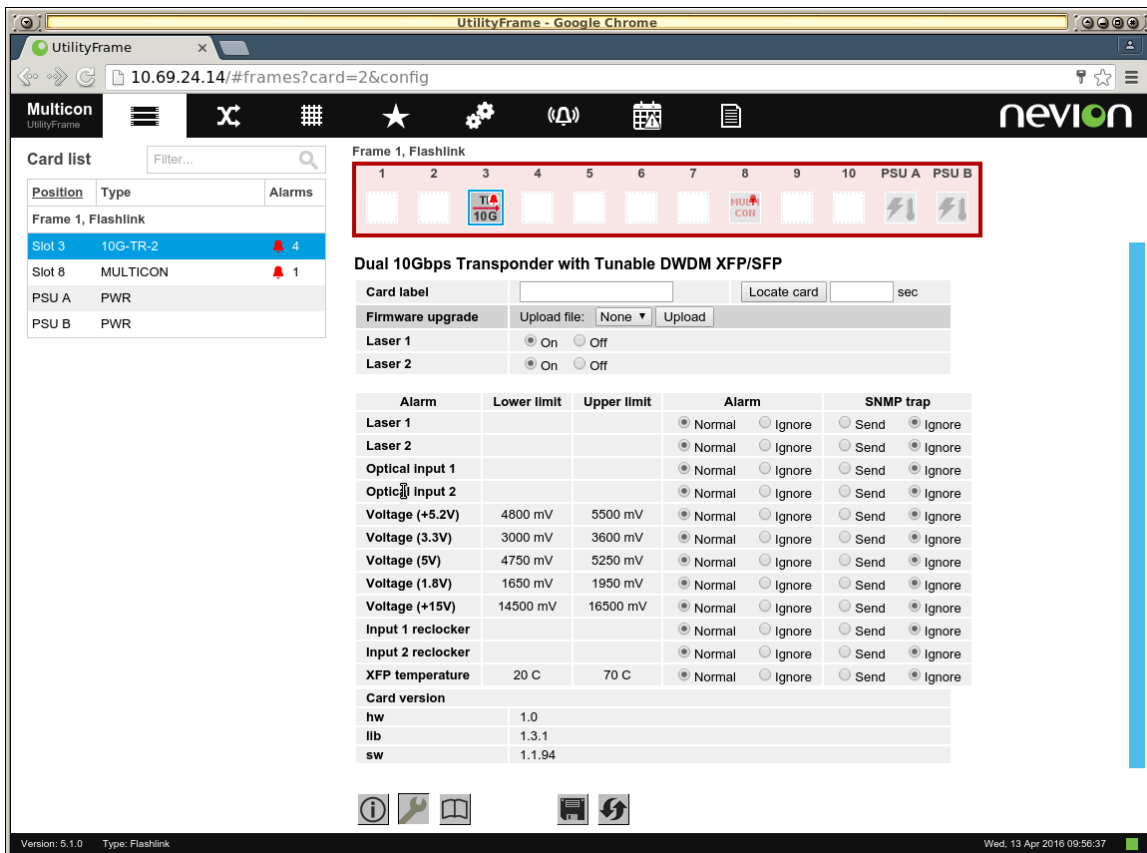 UtilityFrame - Google Chrome
UtilityFrame
10.69.24.14/#frames?card=2&config
Multicon
UtilityFrame
nevion
Card list
Filter...
Position Type Alarms
Frame 1, Flashlink
Slot 3 10G-TR-2 4
Slot 8 MULTICON 1
PSU A PWR
PSU B PWR
Frame 1, Flashlink
1 2 3 4 5 6 7 8 9 10 PSU A PSU B
10G
CON
Dual 10Gbps Transponder with Tunable DWDM XFP/SFP
Card label Locate card sec
Firmware upgrade Upload file: None Upload
Laser 1 On Off
Laser 2 On Off
Alarm Lower limit Upper limit Alarm SNMP trap
Laser 1 Normal Ignore Send Ignore
Laser 2 Normal Ignore Send Ignore
Optical input 1 Normal Ignore Send Ignore
Optical input 2 Normal Ignore Send Ignore
Voltage (+5.2V) 4800 mV 5500 mV Normal Ignore Send Ignore
Voltage (3.3V) 3000 mV 3600 mV Normal Ignore Send Ignore
Voltage (5V) 4750 mV 5250 mV Normal Ignore Send Ignore
Voltage (1.8V) 1650 mV 1950 mV Normal Ignore Send Ignore
Voltage (+15V) 14500 mV 16500 mV Normal Ignore Send Ignore
Input 1 reclocker Normal Ignore Send Ignore
Input 2 reclocker Normal Ignore Send Ignore
XFP temperature 20 C 70 C Normal Ignore Send Ignore
Card version
hw 1.0
lib 1.3.1
sw 1.1.94
Version: 5.1.0 Type: Flashlink Wed, 13 Apr 2016 09:56:37